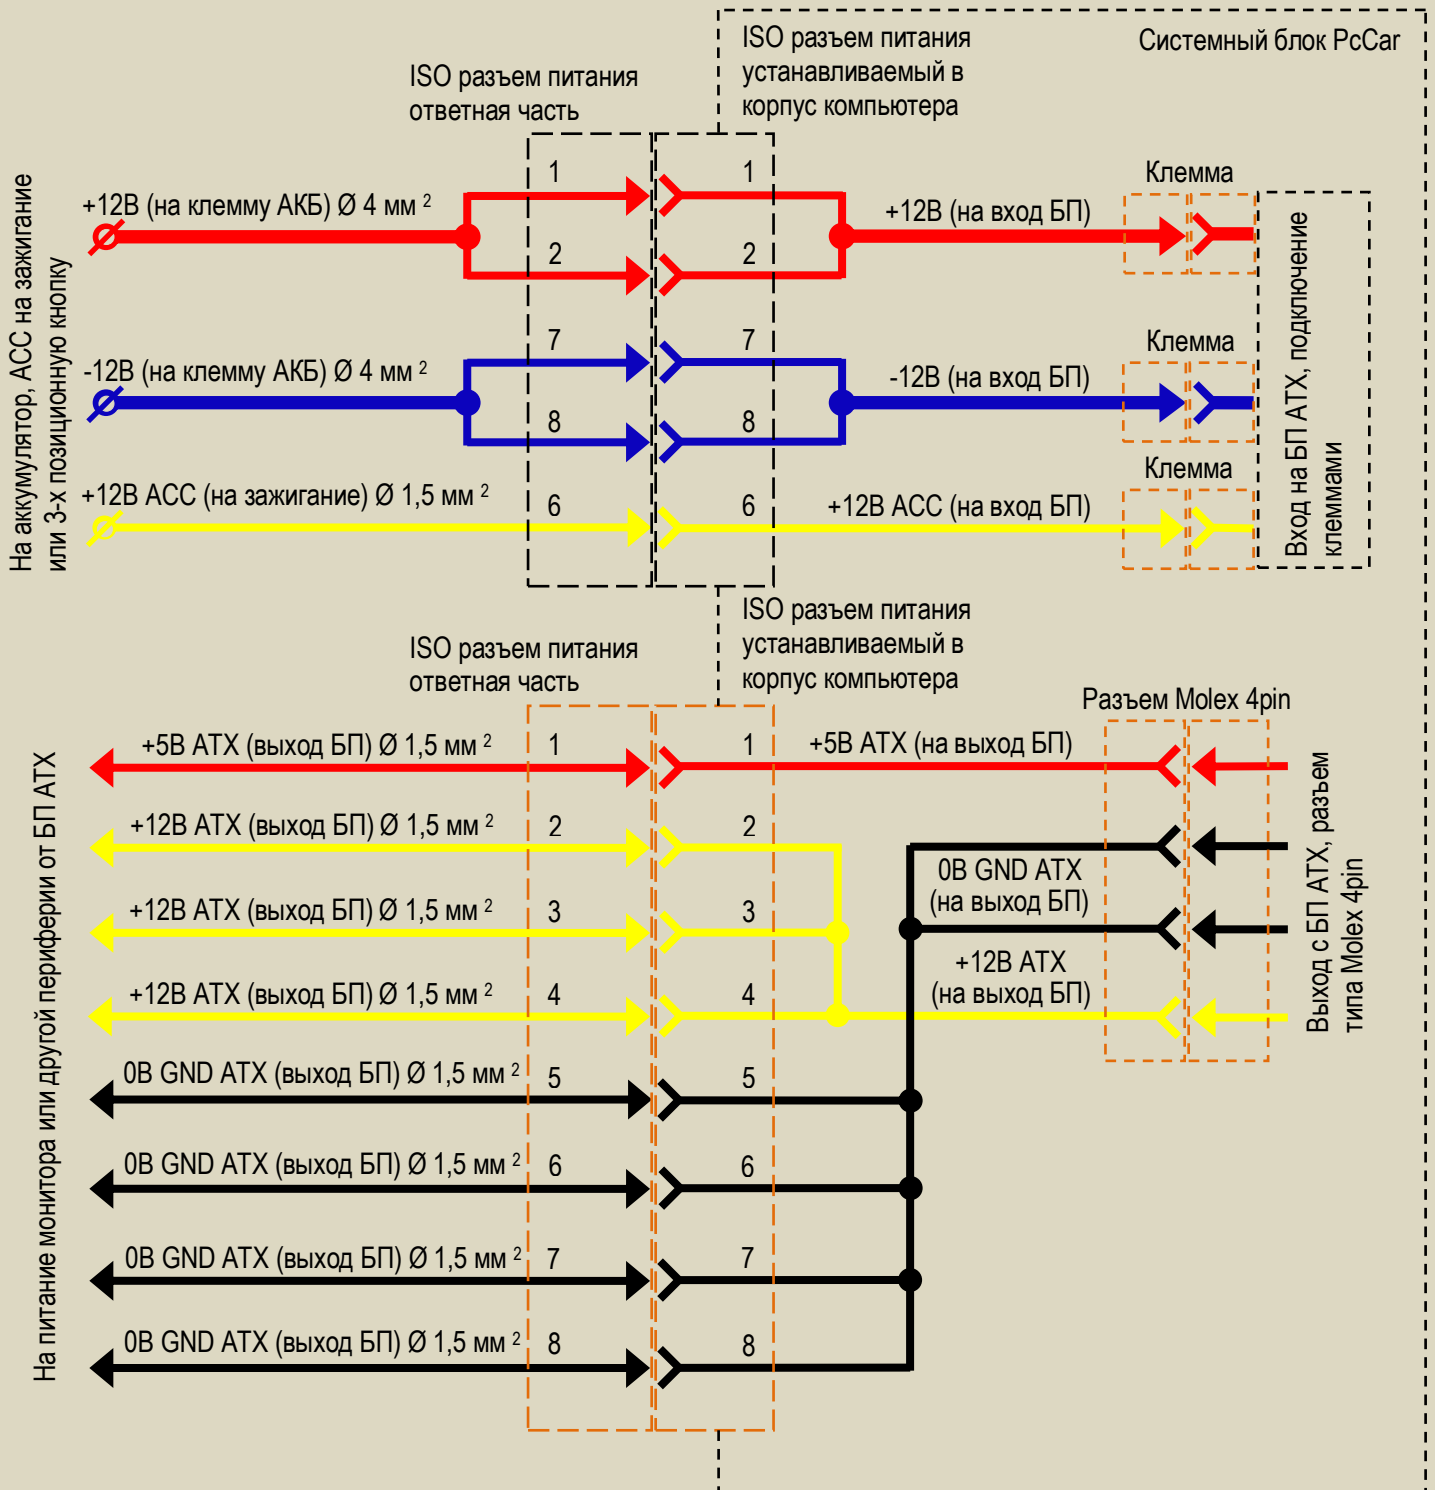 Системный блок PcCar
ISO разъем питания
устанавливаемый в
корпус компьютера
ISO разъем питания
ответная часть
На аккумулятор, ACC на зажигание
или 3-х позиционную кнопку
+12В (на клемму АКБ) Ø 4 мм ²
1
1
2
2
+12В (на вход БП)
Клемма
-12В (на клемму АКБ) Ø 4 мм ²
7
7
8
8
-12В (на вход БП)
Клемма
+12В ACC (на зажигание) Ø 1,5 мм ²
6
6
+12В ACC (на вход БП)
Клемма
Вход на БП ATX, подключение
клеммами
ISO разъем питания
устанавливаемый в
корпус компьютера
ISO разъем питания
ответная часть
Разъем Molex 4pin
На питание монитора или другой периферии от БП ATX
+5В ATX (выход БП) Ø 1,5 мм ²
1
1
+5В ATX (на выход БП)
+12В ATX (выход БП) Ø 1,5 мм ²
2
2
0В GND ATX
(на выход БП)
+12В ATX (выход БП) Ø 1,5 мм ²
3
3
+12В ATX
(на выход БП)
+12В ATX (выход БП) Ø 1,5 мм ²
4
4
0В GND ATX (выход БП) Ø 1,5 мм ²
5
5
0В GND ATX (выход БП) Ø 1,5 мм ²
6
6
0В GND ATX (выход БП) Ø 1,5 мм ²
7
7
0В GND ATX (выход БП) Ø 1,5 мм ²
8
8
Выход с БП ATX, разъем
типа Molex 4pin